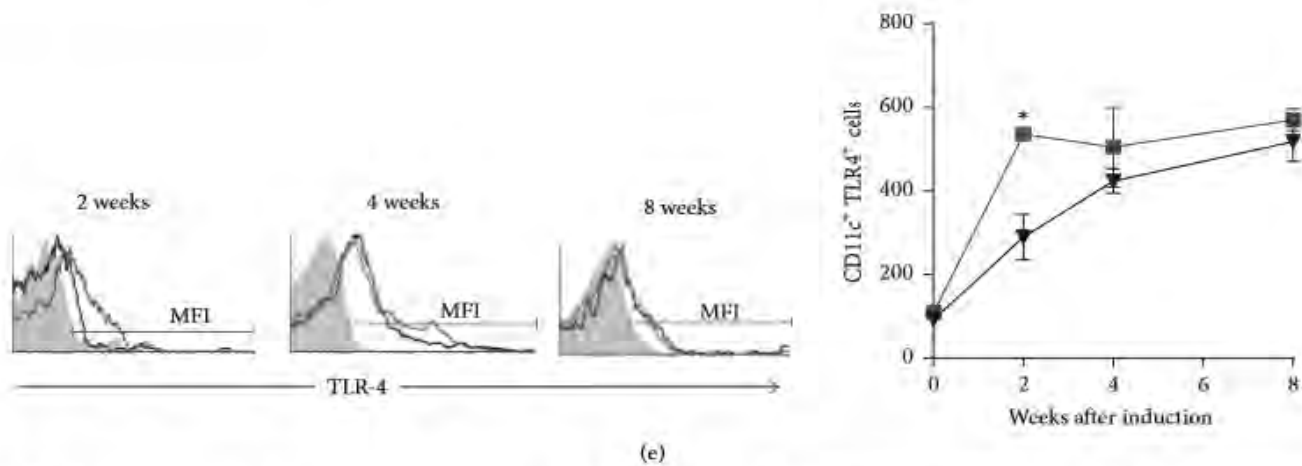 2 weeks
4 weeks
8 weeks
MFI
MFI
MFI
TLR-4
CD11c⁺ TLR4⁺ cells
800
600
400
200
0
*
0
2
4
6
8
Weeks after induction
(e)